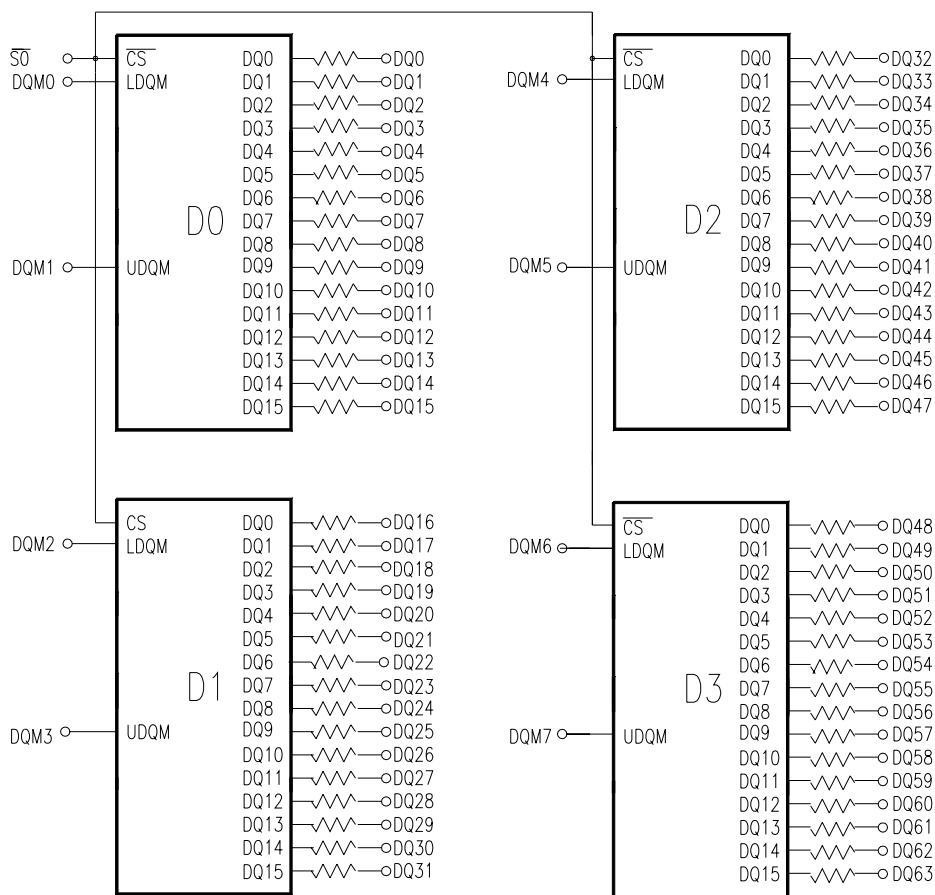 S0 CS DQ0 DQ0
DQM0 LDQM DQ1 DQ1
DQ2 DQ2
DQ3 DQ3
DQ4 DQ4
DQ5 DQ5
DQ6 DQ6
D0 DQ7 DQ7
DQ8 DQ8
DQM1 UDQM DQ9 DQ9
DQ10 DQ10
DQ11 DQ11
DQ12 DQ12
DQ13 DQ13
DQ14 DQ14
DQ15 DQ15
CS DQ0 DQ32
DQM4 LDQM DQ1 DQ33
DQ2 DQ34
DQ3 DQ35
DQ4 DQ36
DQ5 DQ37
DQ6 DQ38
D2 DQ7 DQ39
DQ8 DQ40
DQM5 UDQM DQ9 DQ41
DQ10 DQ42
DQ11 DQ43
DQ12 DQ44
DQ13 DQ45
DQ14 DQ46
DQ15 DQ47
CS DQ0 DQ16
DQM2 LDQM DQ1 DQ17
DQ2 DQ18
DQ3 DQ19
DQ4 DQ20
DQ5 DQ21
DQ6 DQ22
D1 DQ7 DQ23
DQ8 DQ24
DQM3 UDQM DQ9 DQ25
DQ10 DQ26
DQ11 DQ27
DQ12 DQ28
DQ13 DQ29
DQ14 DQ30
DQ15 DQ31
CS DQ0 DQ48
DQM6 LDQM DQ1 DQ49
DQ2 DQ50
DQ3 DQ51
DQ4 DQ52
DQ5 DQ53
DQ6 DQ54
D3 DQ7 DQ55
DQ8 DQ56
DQM7 UDQM DQ9 DQ57
DQ10 DQ58
DQ11 DQ59
DQ12 DQ60
DQ13 DQ61
DQ14 DQ62
DQ15 DQ63